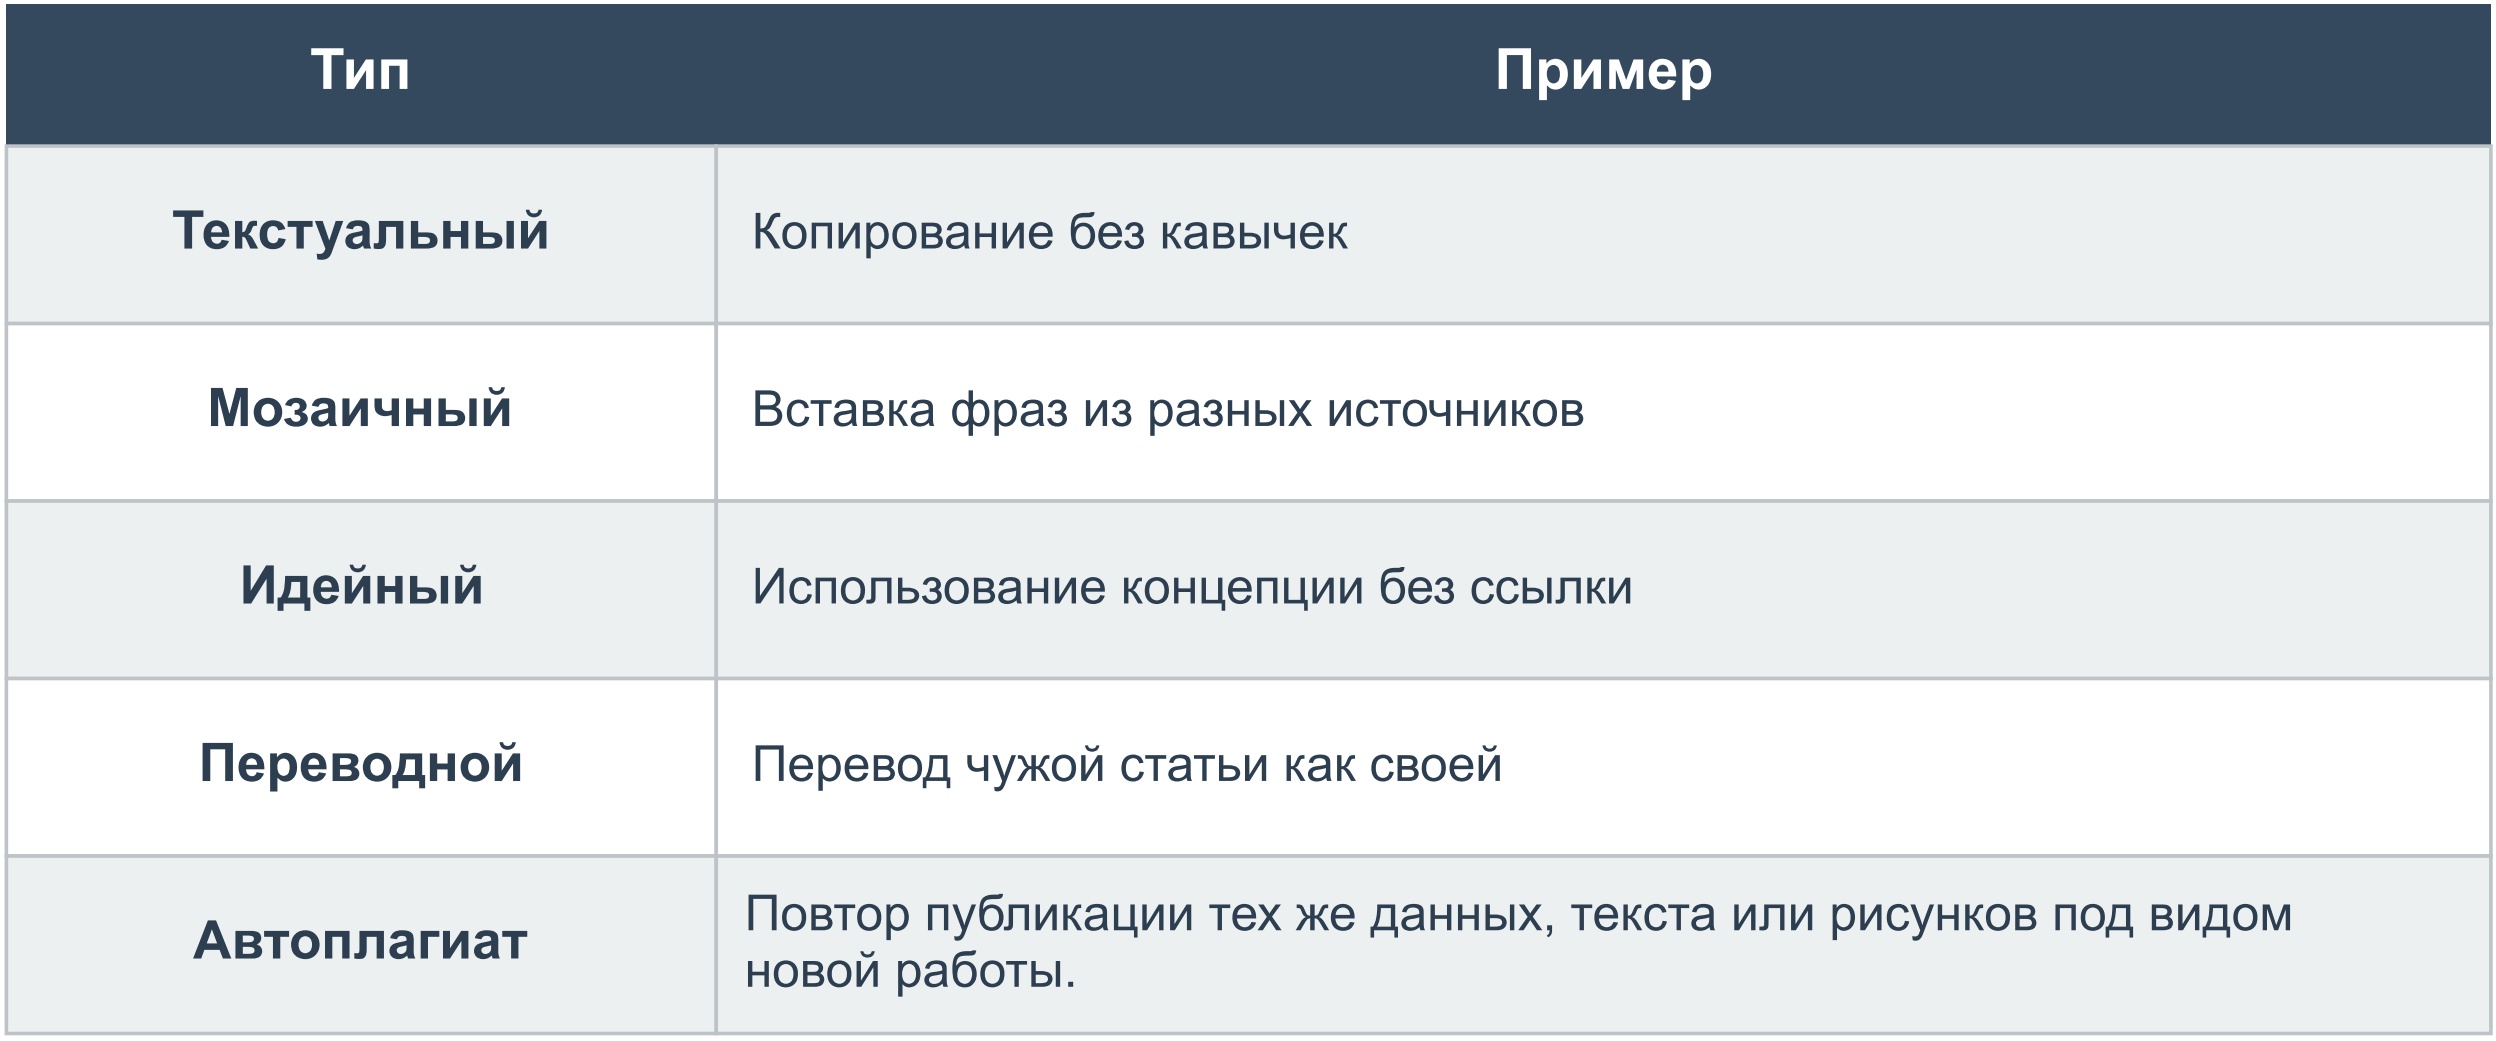 Тип Пример
Текстуальный Копирование без кавычек
Мозаичный Вставка фраз из разных источников
Идейный Использование концепции без ссылки
Переводной Перевод чужой статьи как своей
Автоплагиат Повтор публикации тех же данных, текстов или рисунков под видом
новой работы.